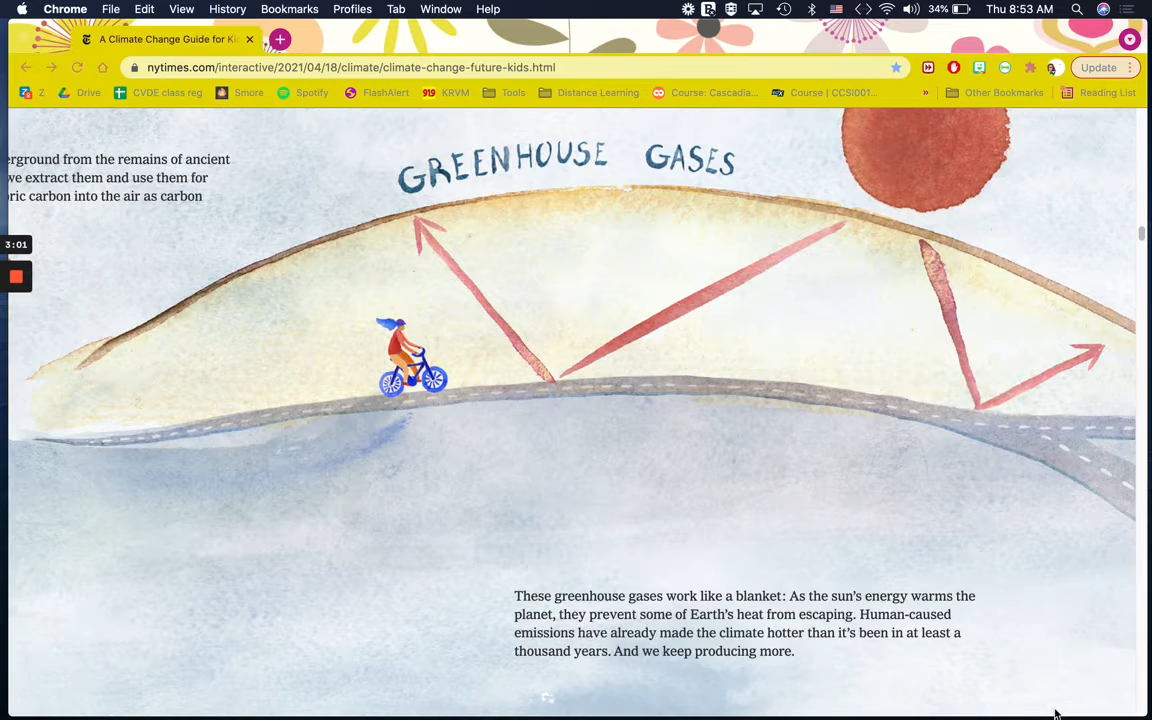 Chrome File Edit View History Bookmarks Profiles Tab Window Help 34% Thu 8:53 AM
A Climate Change Guide for Ki
nytimes.com/interactive/2021/04/18/climate/climate-change-future-kids.html Update
Z Drive CVDE class reg Smore Spotify FlashAlert 919 KRVM Tools Distance Learning Course: Cascadia... Course | CCSI001... » Other Bookmarks Reading List
GREENHOUSE GASES
erground from the remains of ancient
we extract them and use them for
oric carbon into the air as carbon
3:01
These greenhouse gases work like a blanket: As the sun's energy warms the
planet, they prevent some of Earth's heat from escaping. Human-caused
emissions have already made the climate hotter than it's been in at least a
thousand years. And we keep producing more.